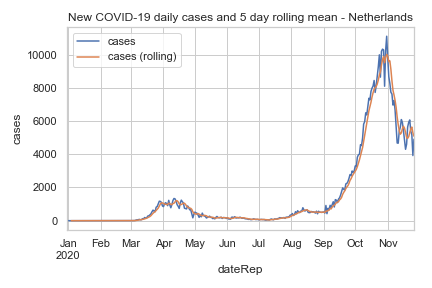 New COVID-19 daily cases and 5 day rolling mean - Netherlands
cases
cases (rolling)
10000
8000
6000
4000
2000
0
cases
Jan Feb Mar Apr May Jun Jul Aug Sep Oct Nov
2020
dateRep